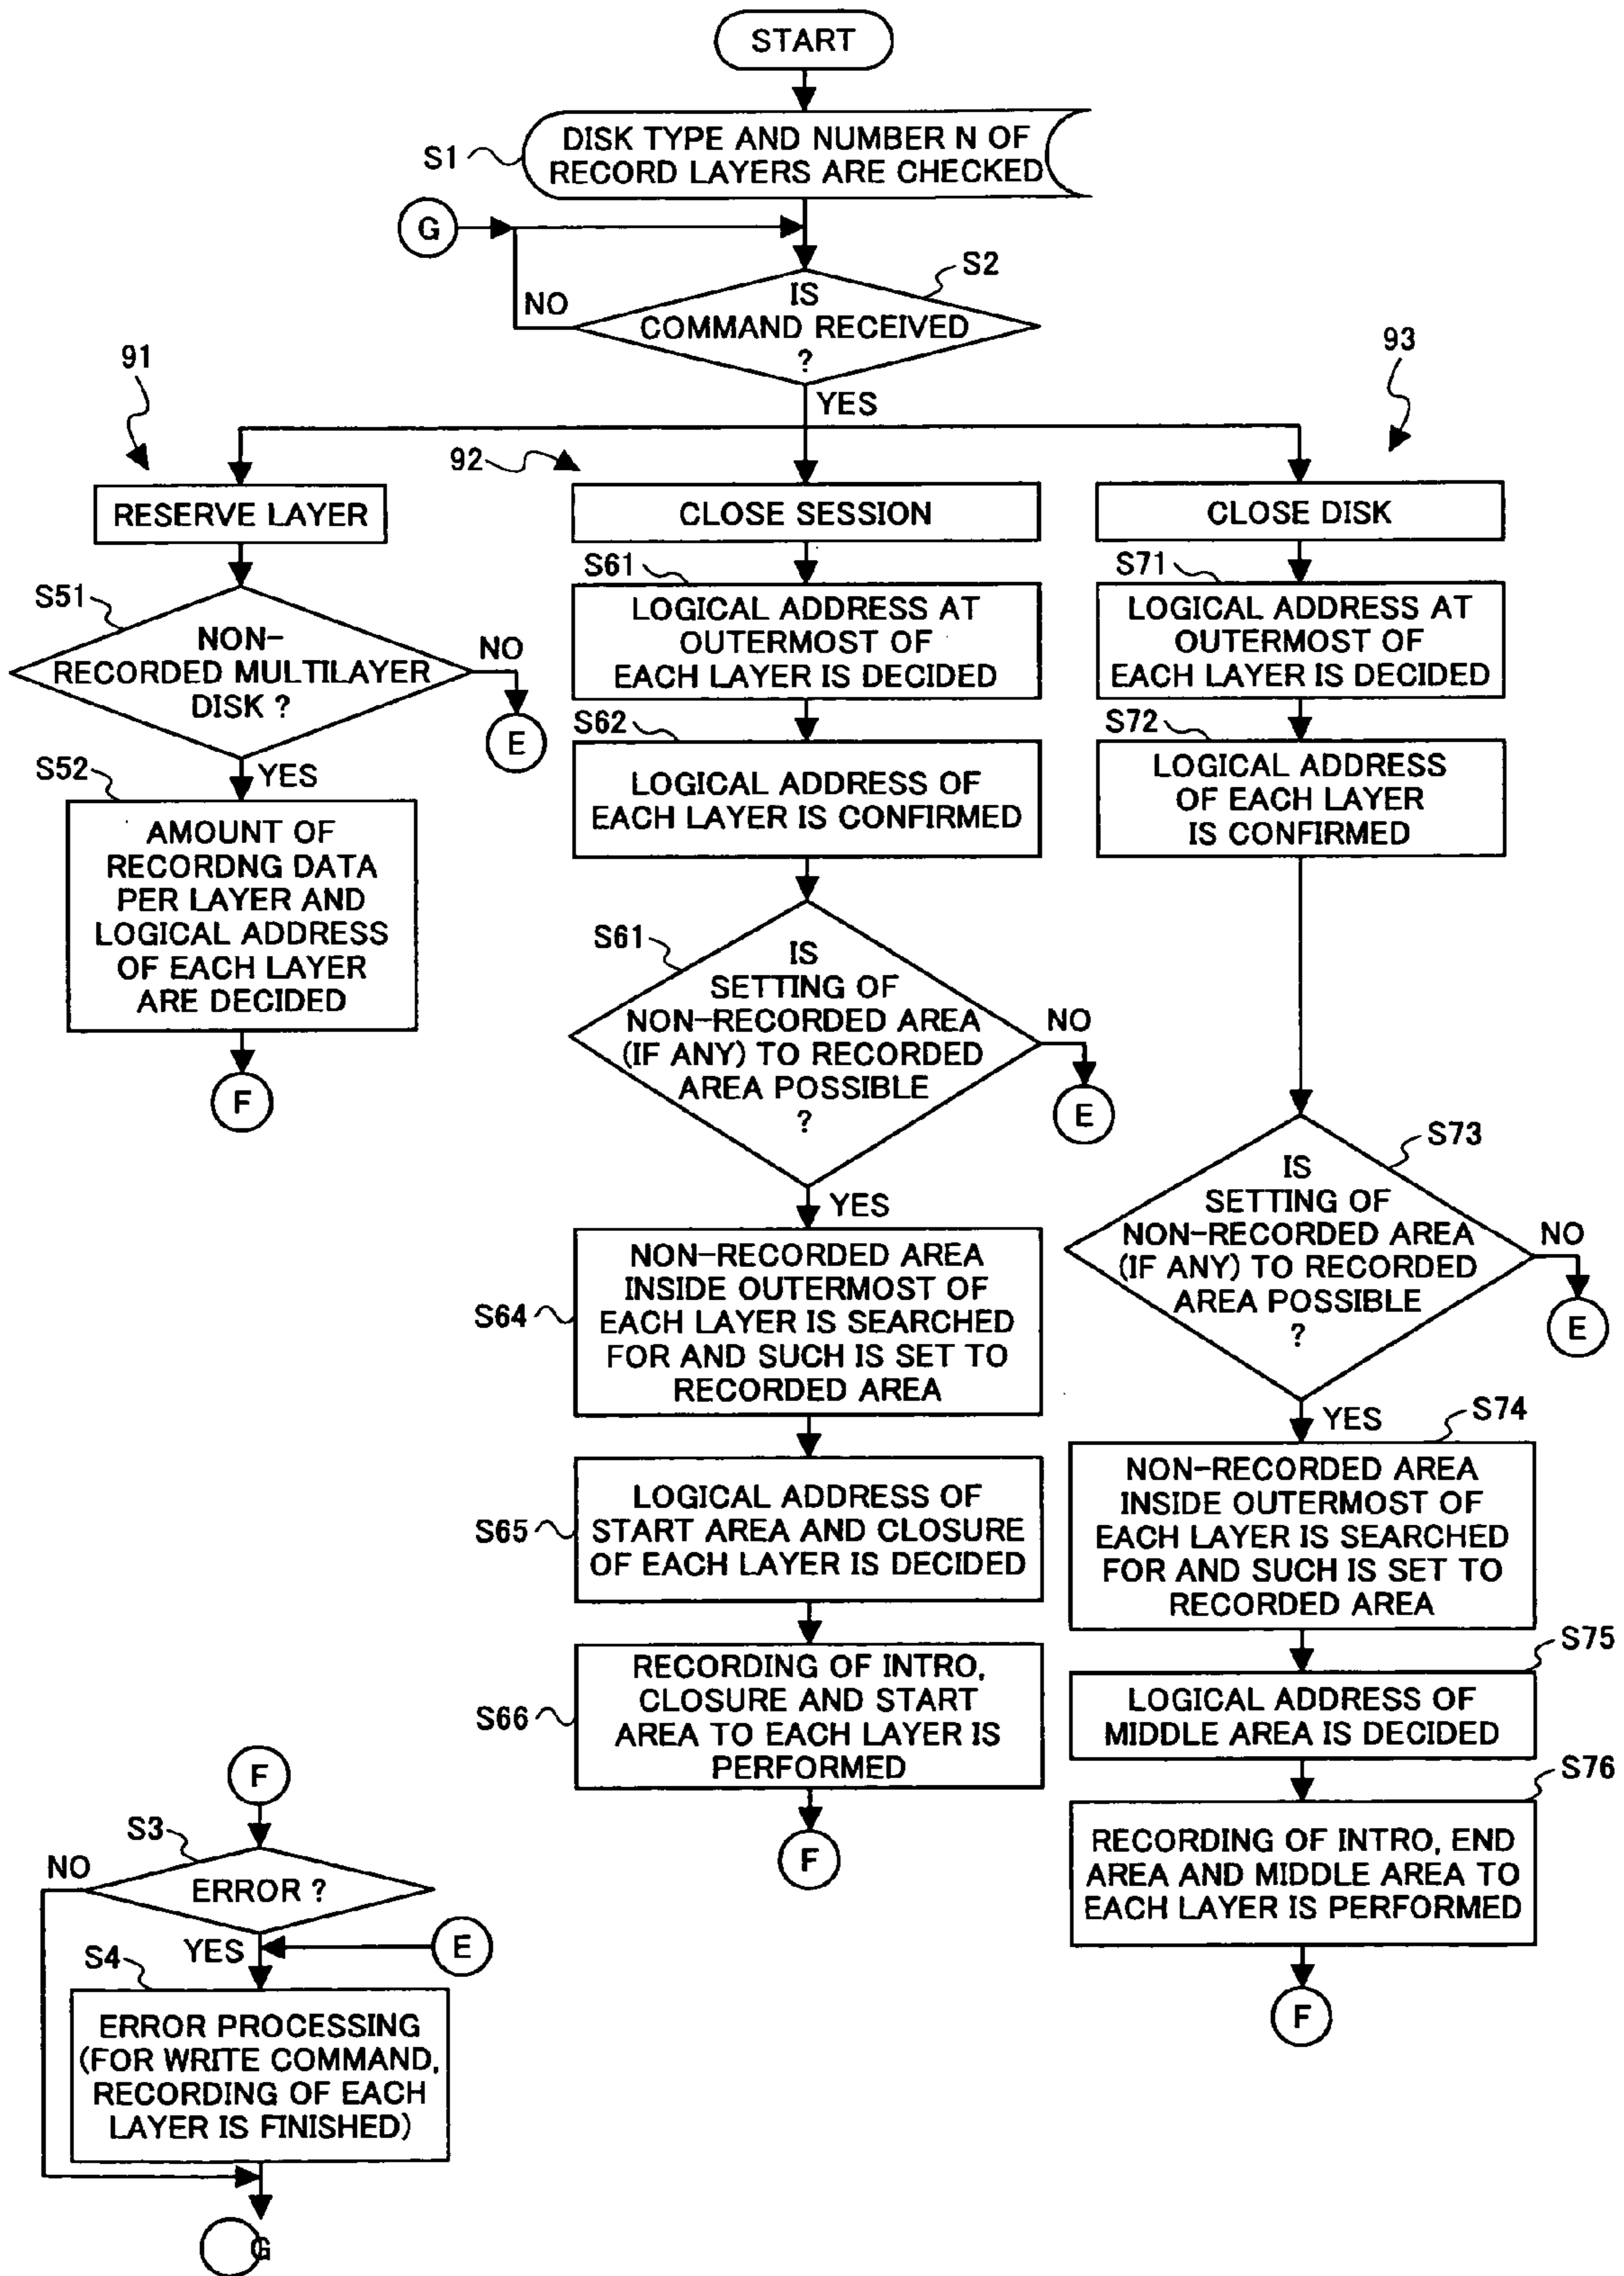 START
S1
DISK TYPE AND NUMBER N OF
RECORD LAYERS ARE CHECKED
G
S2
NO
IS
COMMAND RECEIVED
?
YES
91
RESERVE LAYER
S51
NON-
RECORDED MULTILAYER
DISK ?
NO
E
YES
S52
AMOUNT OF
RECORDNG DATA
PER LAYER AND
LOGICAL ADDRESS
OF EACH LAYER
ARE DECIDED
F
92
CLOSE SESSION
S61
LOGICAL ADDRESS AT
OUTERMOST OF
EACH LAYER IS DECIDED
S62
LOGICAL ADDRESS OF
EACH LAYER IS CONFIRMED
S61
IS
SETTING OF
NON-RECORDED AREA
(IF ANY) TO RECORDED
AREA POSSIBLE
?
NO
E
YES
S64
NON-RECORDED AREA
INSIDE OUTERMOST OF
EACH LAYER IS SEARCHED
FOR AND SUCH IS SET TO
RECORDED AREA
S65
LOGICAL ADDRESS OF
START AREA AND CLOSURE
OF EACH LAYER IS DECIDED
S66
RECORDING OF INTRO,
CLOSURE AND START
AREA TO EACH LAYER IS
PERFORMED
F
93
CLOSE DISK
S71
LOGICAL ADDRESS AT
OUTERMOST OF
EACH LAYER IS DECIDED
S72
LOGICAL ADDRESS
OF EACH LAYER
IS CONFIRMED
S73
IS
SETTING OF
NON-RECORDED AREA
(IF ANY) TO RECORDED
AREA POSSIBLE
?
NO
E
YES
S74
NON-RECORDED AREA
INSIDE OUTERMOST OF
EACH LAYER IS SEARCHED
FOR AND SUCH IS SET TO
RECORDED AREA
S75
LOGICAL ADDRESS OF
MIDDLE AREA IS DECIDED
S76
RECORDING OF INTRO, END
AREA AND MIDDLE AREA TO
EACH LAYER IS PERFORMED
F
F
S3
NO
ERROR ?
YES
E
S4
ERROR PROCESSING
(FOR WRITE COMMAND,
RECORDING OF EACH
LAYER IS FINISHED)
G